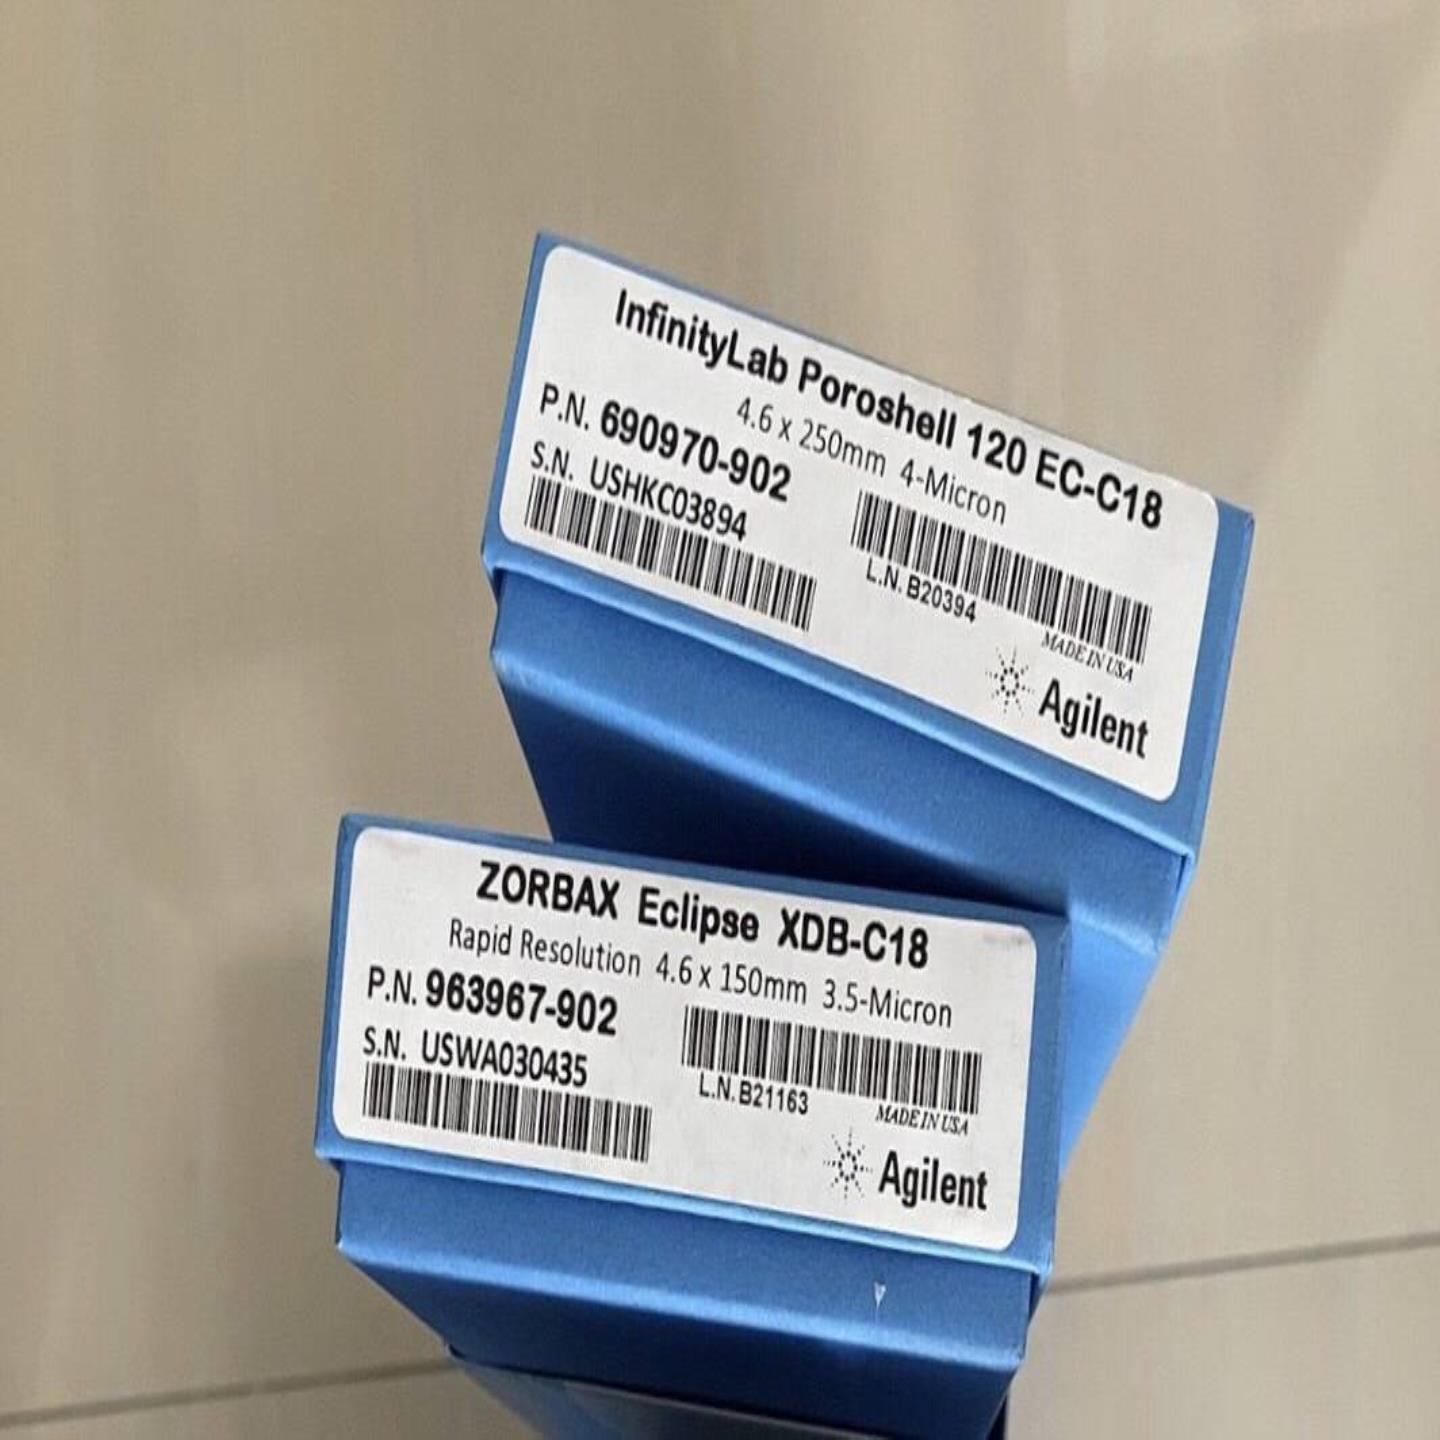 InfinityLab Poroshell 120 EC-C18
4.6 x 250mm 4-Micron
P.N. 690970-902
S.N. USHKC03894
L.N. B20394
MADE IN USA
Agilent
ZORBAX Eclipse XDB-C18
Rapid Resolution 4.6 x 150mm 3.5-Micron
P.N. 963967-902
S.N. USWA030435
L.N. B21163
MADE IN USA
Agilent